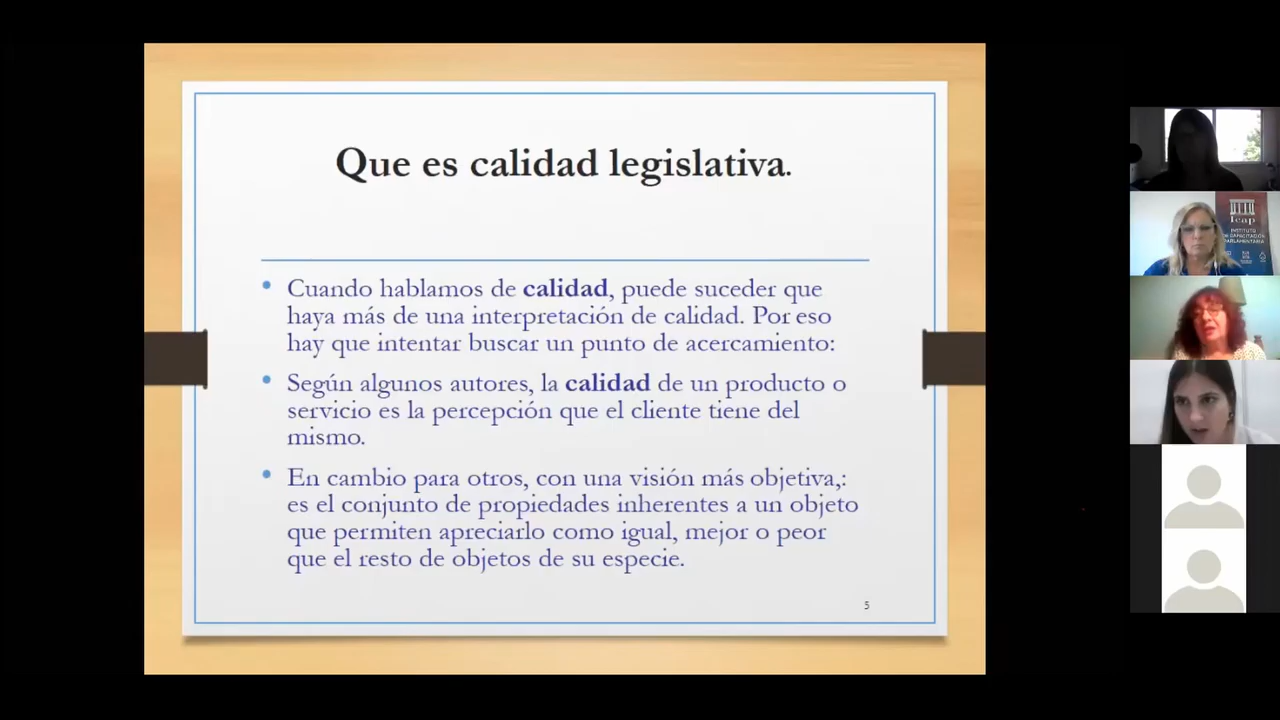 Que es calidad legislativa.
Cuando hablamos de calidad, puede suceder que
haya más de una interpretación de calidad. Por eso
hay que intentar buscar un punto de acercamiento:
Según algunos autores, la calidad de un producto o
servicio es la percepción que el cliente tiene del
mismo.
En cambio para otros, con una visión más objetiva,:
es el conjunto de propiedades inherentes a un objeto
que permiten apreciarlo como igual, mejor o peor
que el resto de objetos de su especie.
5
Icap
INSTITUTO
DE CAPACITACIÓN
PARLAMENTARIA